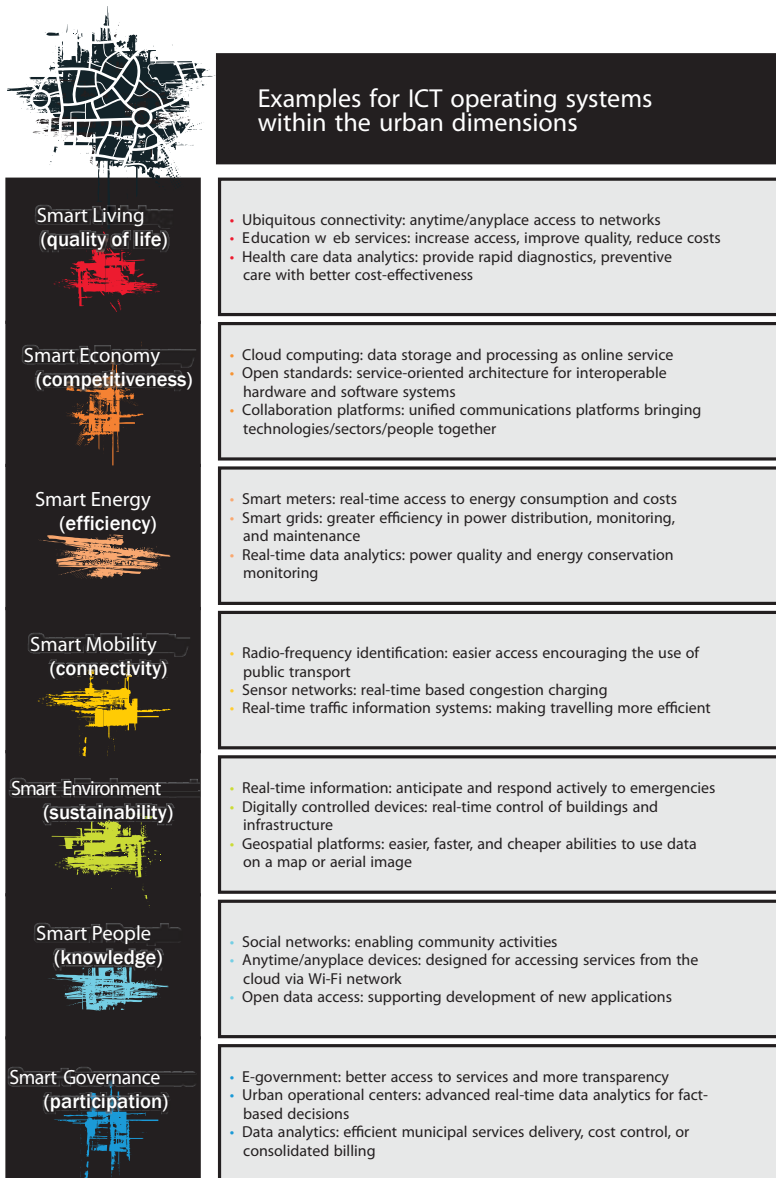 Examples for ICT operating systems
within the urban dimensions
Smart Living
(quality of life)
• Ubiquitous connectivity: anytime/anyplace access to networks
• Education w eb services: increase access, improve quality, reduce costs
• Health care data analytics: provide rapid diagnostics, preventive
care with better cost-effectiveness
Smart Economy
(competitiveness)
• Cloud computing: data storage and processing as online service
• Open standards: service-oriented architecture for interoperable
hardware and software systems
• Collaboration platforms: unified communications platforms bringing
technologies/sectors/people together
Smart Energy
(efficiency)
• Smart meters: real-time access to energy consumption and costs
• Smart grids: greater efficiency in power distribution, monitoring,
and maintenance
• Real-time data analytics: power quality and energy conservation
monitoring
Smart Mobility
(connectivity)
• Radio-frequency identification: easier access encouraging the use of
public transport
• Sensor networks: real-time based congestion charging
• Real-time traffic information systems: making travelling more efficient
Smart Environment
(sustainability)
• Real-time information: anticipate and respond actively to emergencies
• Digitally controlled devices: real-time control of buildings and
infrastructure
• Geospatial platforms: easier, faster, and cheaper abilities to use data
on a map or aerial image
Smart People
(knowledge)
• Social networks: enabling community activities
• Anytime/anyplace devices: designed for accessing services from the
cloud via Wi-Fi network
• Open data access: supporting development of new applications
Smart Governance
(participation)
• E-government: better access to services and more transparency
• Urban operational centers: advanced real-time data analytics for fact-
based decisions
• Data analytics: efficient municipal services delivery, cost control, or
consolidated billing